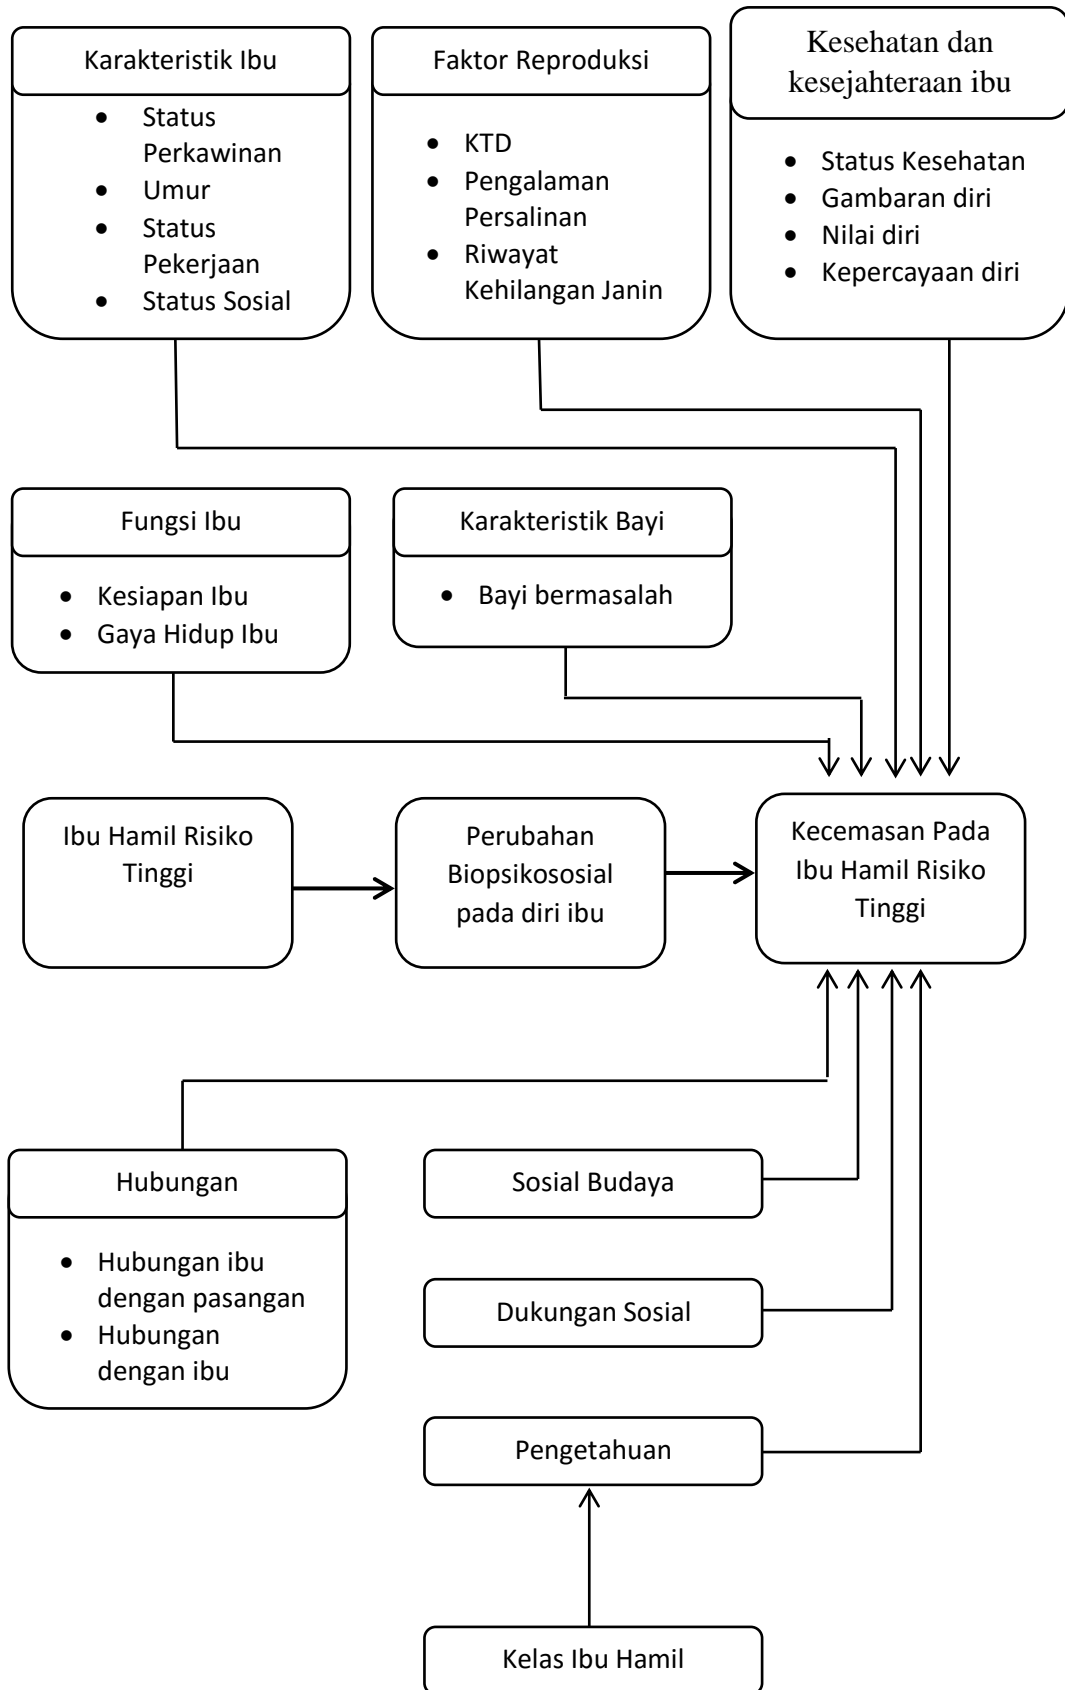 Karakteristik Ibu
Status
Perkawinan
Umur
Status
Pekerjaan
Status Sosial
Faktor Reproduksi
KTD
Pengalaman
Persalinan
Riwayat
Kehilangan Janin
Kesehatan dan
kesejahteraan ibu
Status Kesehatan
Gambaran diri
Nilai diri
Kepercayaan diri
Fungsi Ibu
Kesiapan Ibu
Gaya Hidup Ibu
Karakteristik Bayi
Bayi bermasalah
Ibu Hamil Risiko
Tinggi
Perubahan
Biopsikososial
pada diri ibu
Kecemasan Pada
Ibu Hamil Risiko
Tinggi
Hubungan
Hubungan ibu
dengan pasangan
Hubungan
dengan ibu
Sosial Budaya
Dukungan Sosial
Pengetahuan
Kelas Ibu Hamil